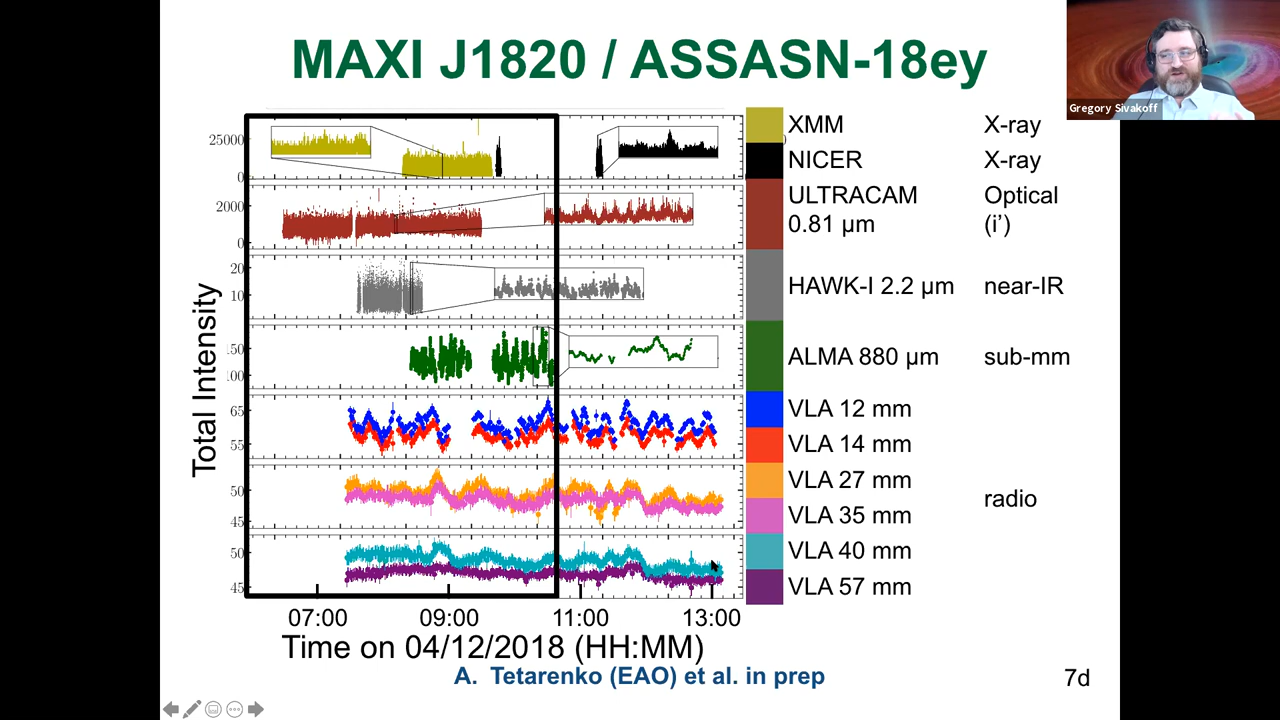 MAXI J1820 / ASSASN-18ey
Gregory Sivakoff
25000
0
2000
0
20
10
150
100
65
55
50
45
50
45
Total Intensity
07:00 09:00 11:00 13:00
Time on 04/12/2018 (HH:MM)
XMM X-ray
NICER X-ray
ULTRACAM Optical
0.81 µm (i’)
HAWK-I 2.2 µm near-IR
ALMA 880 µm sub-mm
VLA 12 mm
VLA 14 mm
VLA 27 mm
radio
VLA 35 mm
VLA 40 mm
VLA 57 mm
A. Tetarenko (EAO) et al. in prep
7d